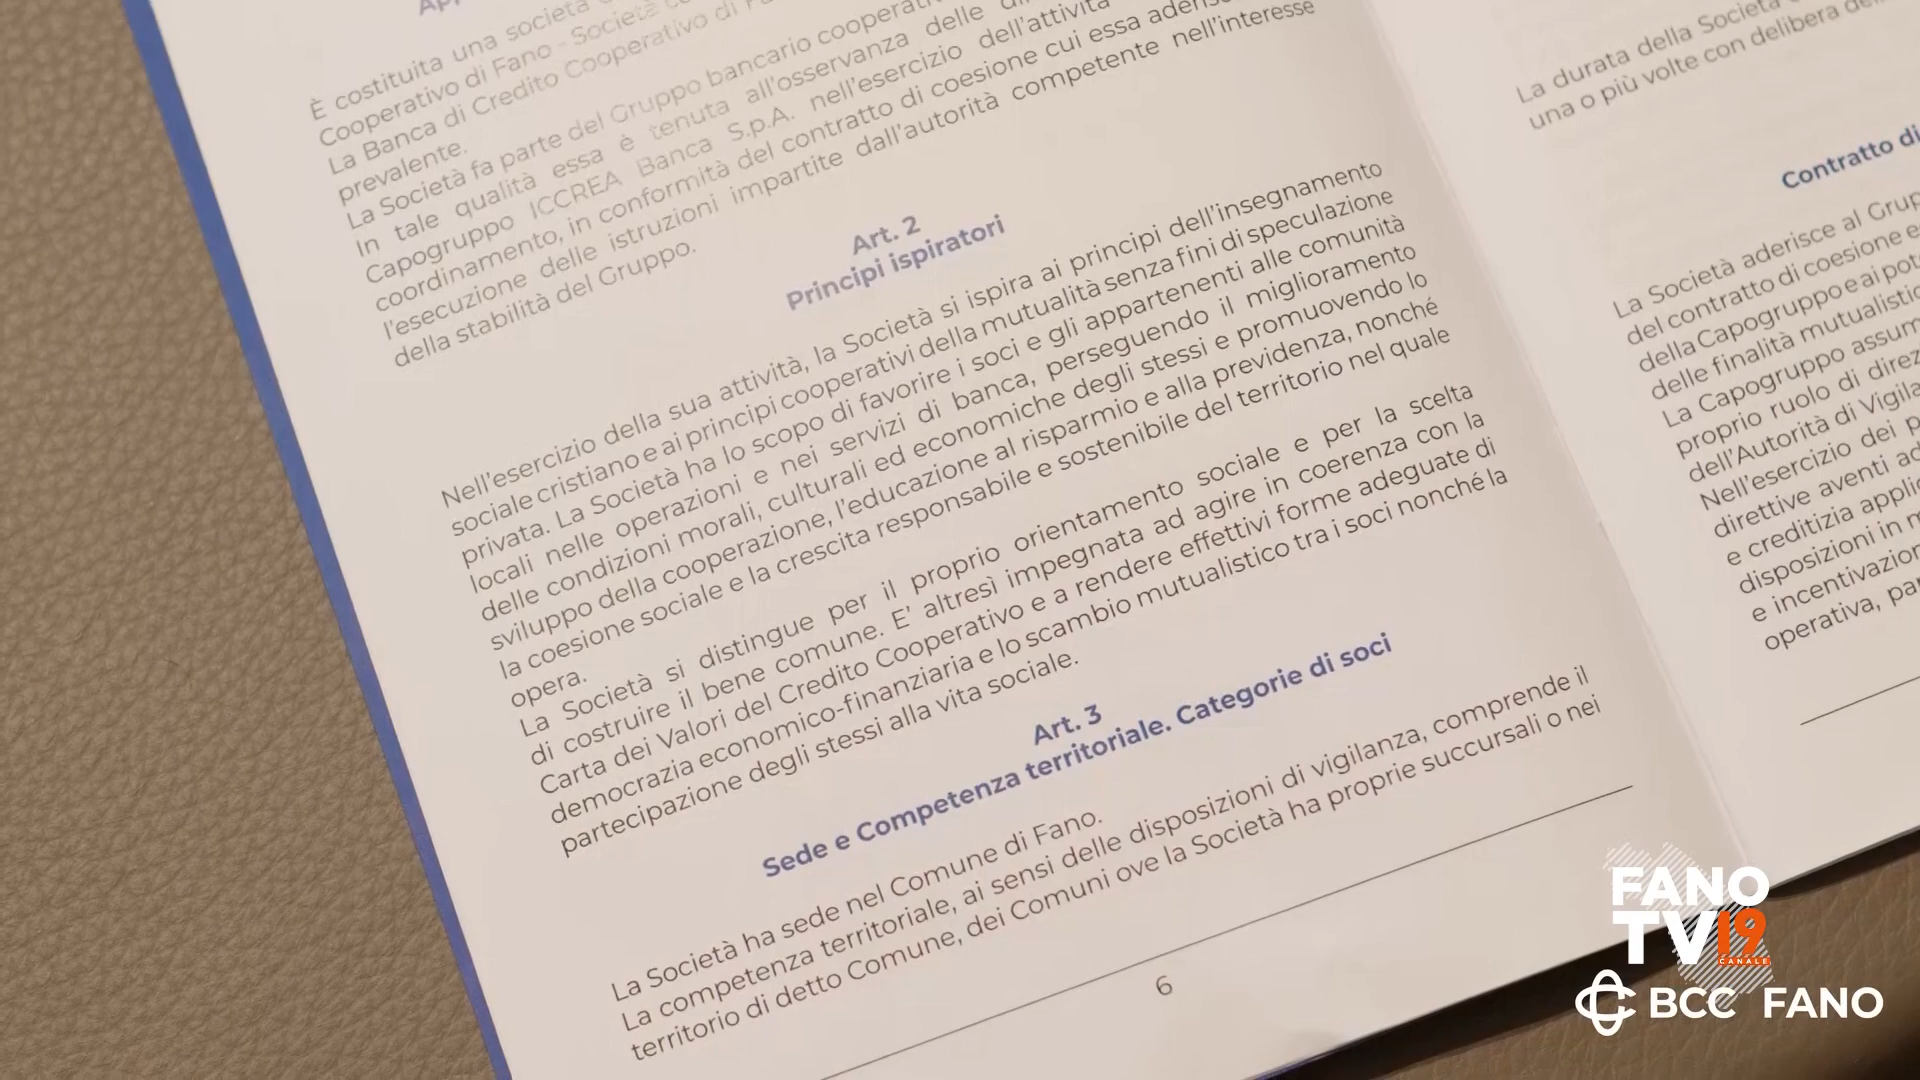 È costituita una società
Cooperativo di Fano - Società
La Banca di Credito Cooperativo di
prevalente.
La Società fa parte del Gruppo bancario
In tale qualità essa è tenuta all'osservanza delle
Capogruppo ICCREA Banca S.p.A. nell'esercizio dell'attività
coordinamento, in conformità del contratto di coesione cui essa
l'esecuzione delle istruzioni impartite dall'autorità competente nell'interesse
della stabilità del Gruppo.
Art. 2
Principi ispiratori
Nell'esercizio della sua attività, la Società si ispira ai principi dell'insegnamento
sociale cristiano e ai principi cooperativi della mutualità senza fini di speculazione
privata. La Società ha lo scopo di favorire i soci e gli appartenenti alle comunità
locali nelle operazioni e nei servizi di banca, perseguendo il miglioramento
delle condizioni morali, culturali ed economiche degli stessi e promuovendo lo
sviluppo della cooperazione, l'educazione al risparmio e alla previdenza, nonché
la coesione sociale e la crescita responsabile e sostenibile del territorio nel quale
opera.
La Società si distingue per il proprio orientamento sociale e per la scelta
di costruire il bene comune. E' altresì impegnata ad agire in coerenza con la
Carta dei Valori del Credito Cooperativo e a rendere effettivi forme adeguate di
democrazia economico-finanziaria e lo scambio mutualistico tra i soci nonché la
partecipazione degli stessi alla vita sociale.
Art. 3
Sede e Competenza territoriale. Categorie di soci
La Società ha sede nel Comune di Fano.
La competenza territoriale, ai sensi delle disposizioni di vigilanza, comprende il
territorio di detto Comune, dei Comuni ove la Società ha proprie succursali o nei
6
La durata della Società
una o più volte con delibera
Contratto di
La Società aderisce al
del contratto di coesione
della Capogruppo e ai
delle finalità
La Capogruppo
proprio ruolo di
dell'Autorità di
Nell'esercizio dei
direttive aventi
e creditizia
disposizioni in
e
operativa,
FANO
TV19
CANALE
BCC FANO